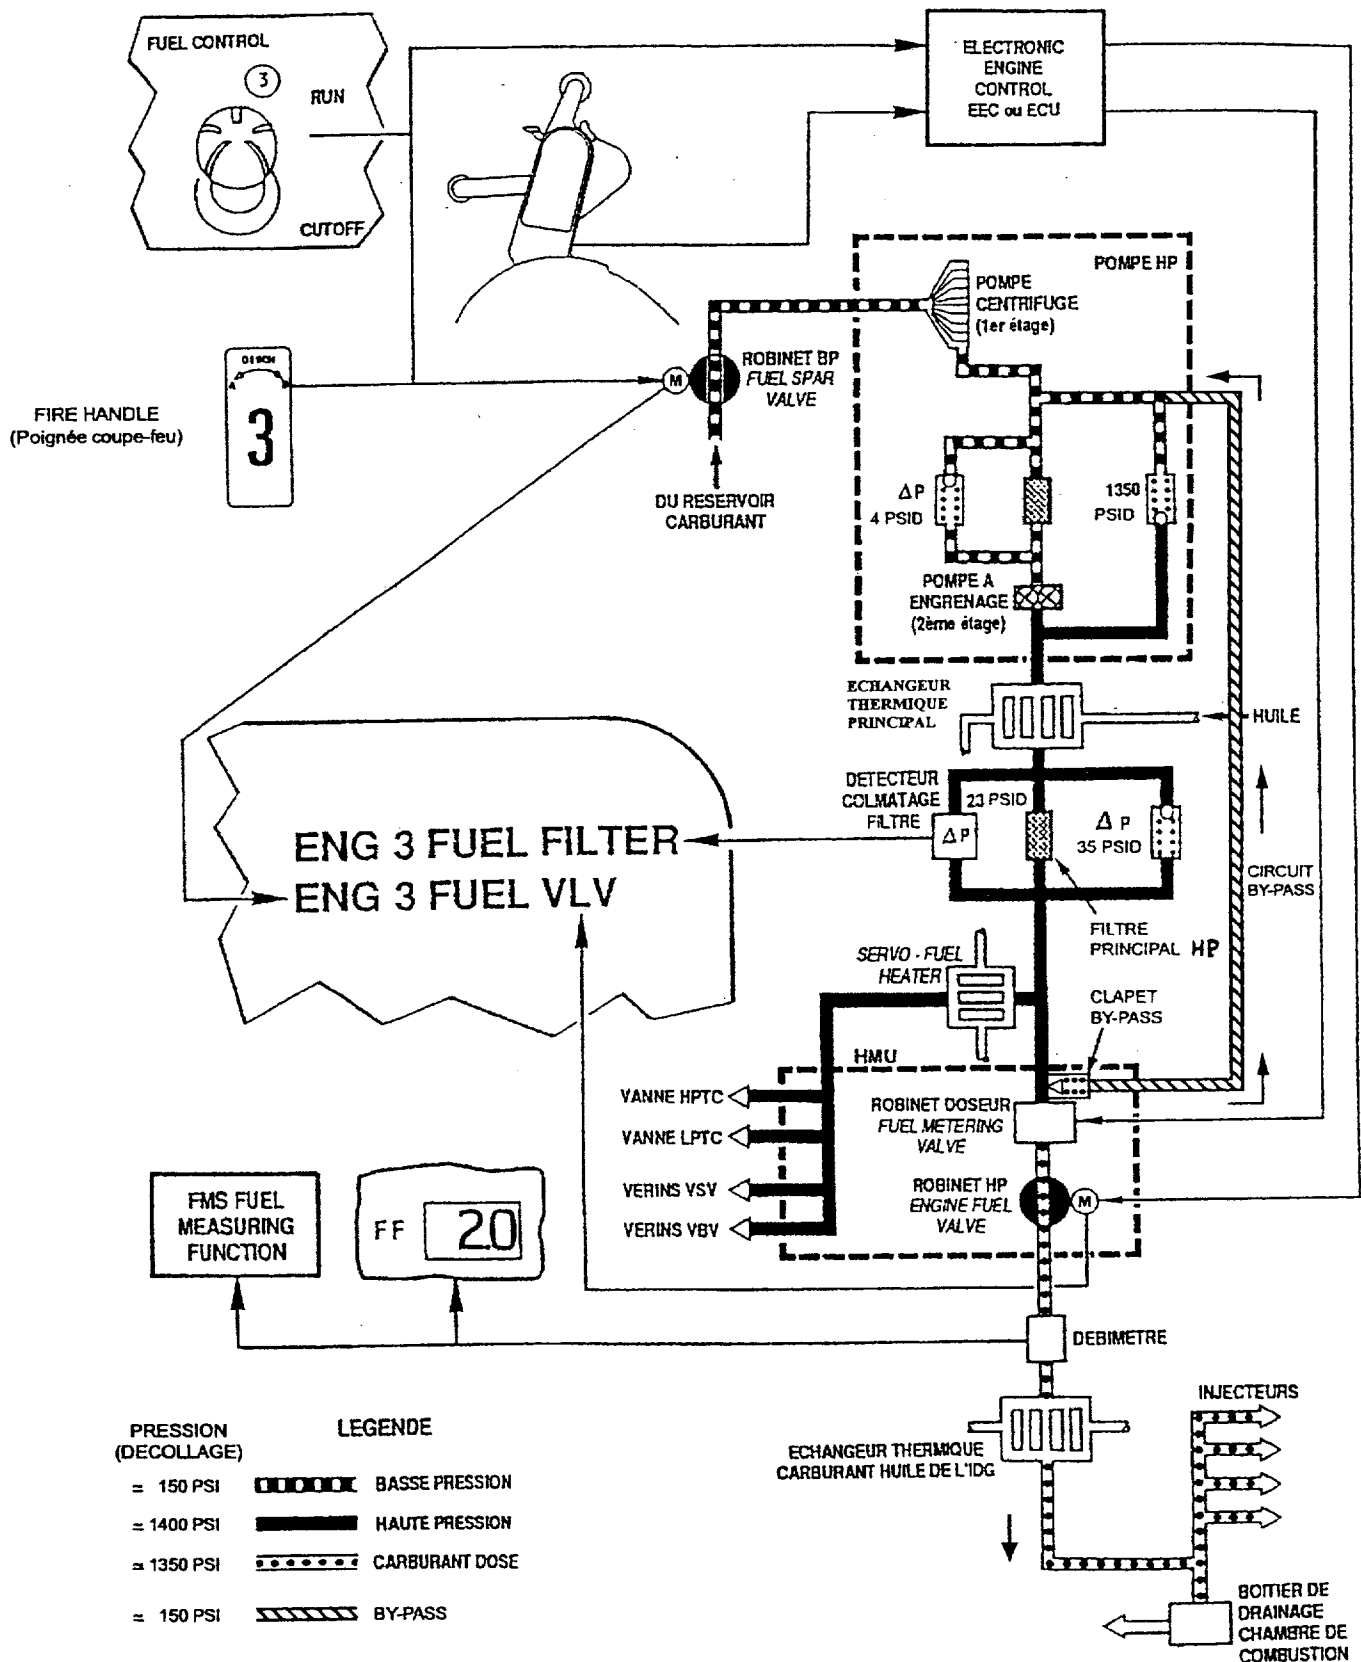 FUEL CONTROL
3
RUN
CUTOFF
ELECTRONIC
ENGINE
CONTROL
EEC ou ECU
POMPE HP
POMPE
CENTRIFUGE
(1er étage)
DISCH
3
FIRE HANDLE
(Poignée coupe-feu)
M
ROBINET BP
FUEL SPAR
VALVE
DU RESERVOIR
CARBURANT
Δ P
4 PSID
1350
PSID
POMPE A
ENGRENAGE
(2ème étage)
ECHANGEUR
THERMIQUE
PRINCIPAL
HUILE
DETECTEUR
COLMATAGE
FILTRE
23 PSID
Δ P
Δ P
35 PSID
CIRCUIT
BY-PASS
ENG 3 FUEL FILTER
ENG 3 FUEL VLV
FILTRE
PRINCIPAL HP
SERVO - FUEL
HEATER
CLAPET
BY-PASS
HMU
VANNE HPTC
VANNE LPTC
VERINS VSV
VERINS VBV
ROBINET DOSEUR
FUEL METERING
VALVE
ROBINET HP
ENGINE FUEL
VALVE
M
FMS FUEL
MEASURING
FUNCTION
FF 2.0
DEBIMETRE
INJECTEURS
ECHANGEUR THERMIQUE
CARBURANT HUILE DE L'IDG
PRESSION
(DECOLLAGE)
LEGENDE
≃ 150 PSI BASSE PRESSION
≃ 1400 PSI HAUTE PRESSION
≃ 1350 PSI CARBURANT DOSE
≃ 150 PSI BY-PASS
BOITIER DE
DRAINAGE
CHAMBRE DE
COMBUSTION